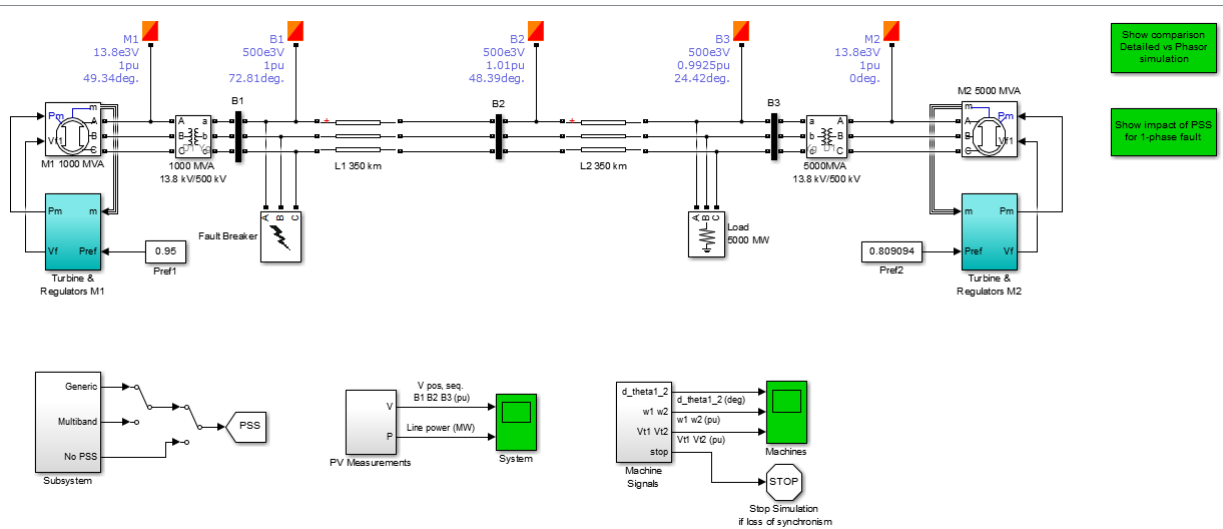 M1
13.8e3V
1pu
49.34deg.
B1
500e3V
1pu
72.81deg.
B2
500e3V
1.01pu
48.39deg.
B3
500e3V
0.9925pu
24.42deg.
M2
13.8e3V
1pu
0deg.
Show comparison
Detailed vs Phasor
simulation
Show impact of PSS
for 1-phase fault
Pm
Vf1
m
A
B
C
M1 1000 MVA
A
B
C
a
b
c
1000 MVA
13.8 kV/500 kV
B1
L1 350 km
B2
L2 350 km
B3
a
b
c
A
B
C
5000MVA
13.8 kV/500 kV
M2 5000 MVA
m
A
B
C
Pm
Vf1
A B C
Fault Breaker
A B C
Load
5000 MW
Pm
m
Vf
Pref
Turbine &
Regulators M1
0.95
Pref1
0.809094
Pref2
m
Pm
Pref
Vf
Turbine &
Regulators M2
Generic
Multiband
No PSS
Subsystem
PSS
V
P
PV Measurements
V pos, seq.
B1 B2 B3 (pu)
Line power (MW)
System
d_theta1_2
w1 w2
Vt1 Vt2
stop
Machine
Signals
d_theta1_2 (deg)
w1 w2 (pu)
Vt1 Vt2 (pu)
Machines
STOP
Stop Simulation
if loss of synchronism